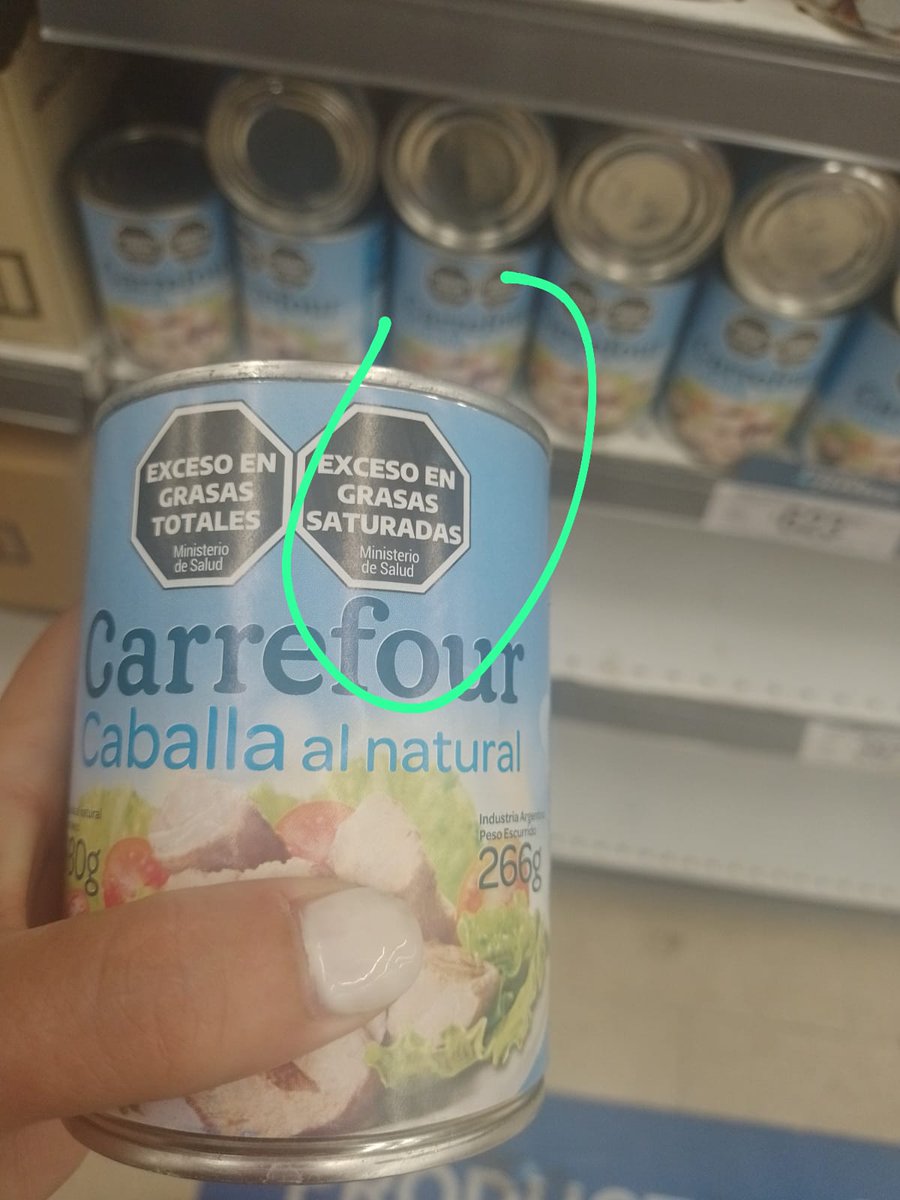 EXCESO EN
GRASAS
TOTALES
Ministerio
de Salud
EXCESO EN
GRASAS
SATURADAS
Ministerio
de Salud
Carrefour
Caballa al natural
Industria
Peso Escurrido
266g